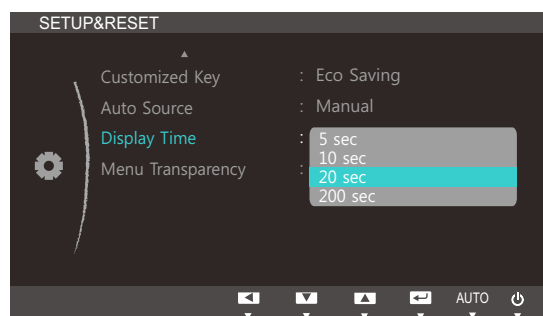 SETUP&RESET
Customized Key : Eco Saving
Auto Source : Manual
Display Time : 5 sec
10 sec
Menu Transparency : 20 sec
200 sec
AUTO